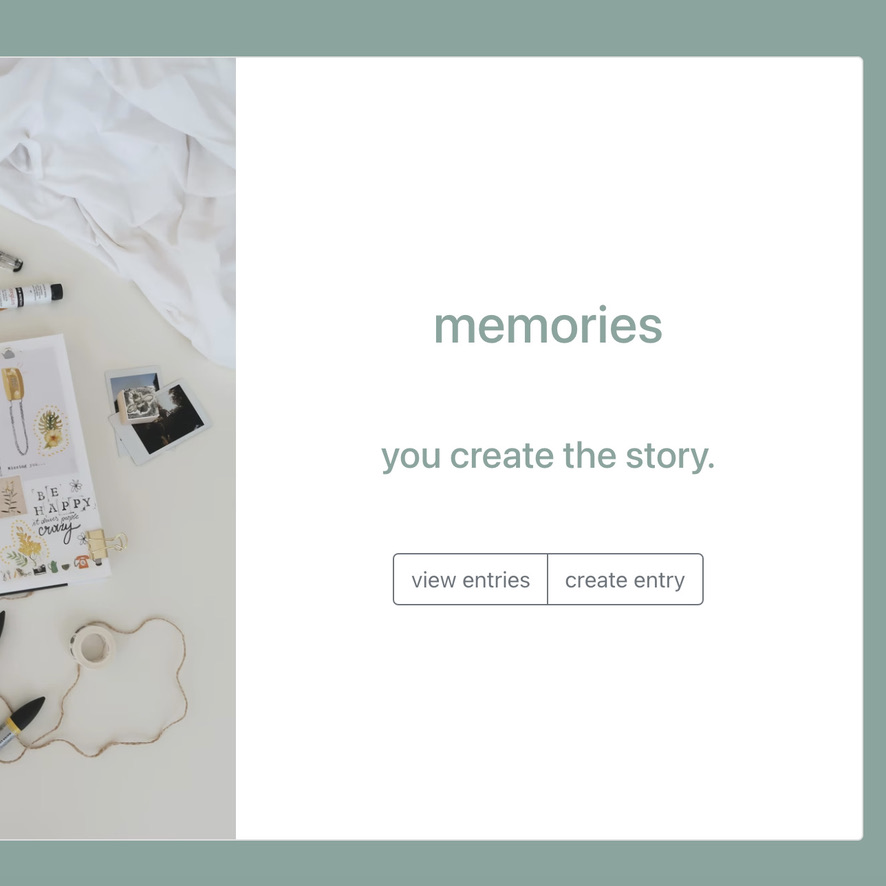 memories
you create the story.
view entries
create entry
BE
HAPPY
it drives people
crazy